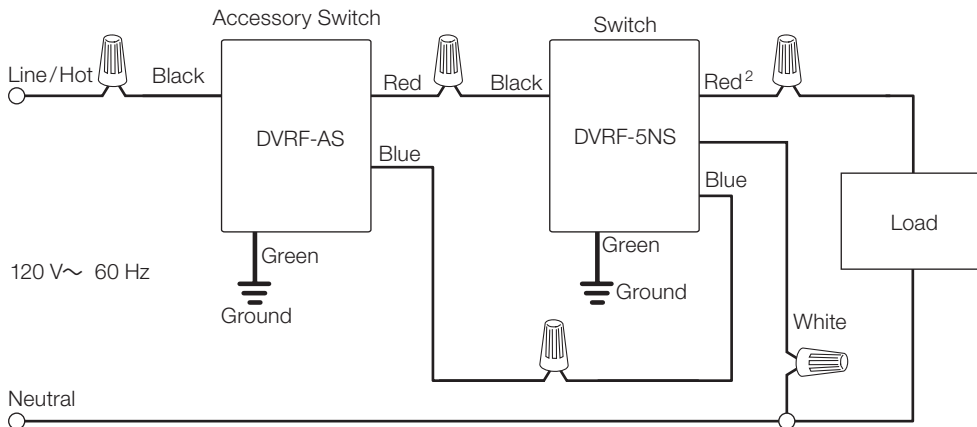 Accessory Switch
Switch
Line/Hot
Black
Red
Black
Red²
DVRF-AS
DVRF-5NS
Blue
Blue
Load
Green
Green
120 V~ 60 Hz
Ground
Ground
White
Neutral